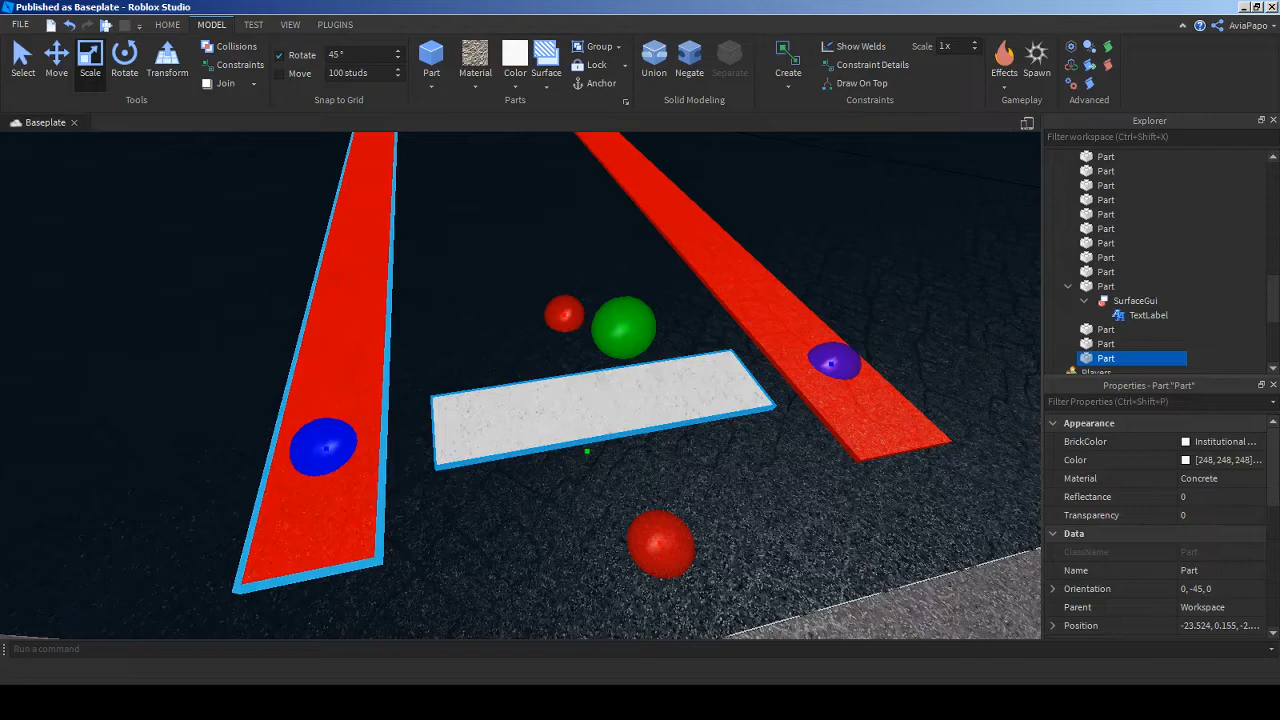 Published as Baseplate - Roblox Studio
FILE HOME MODEL TEST VIEW PLUGINS AviaPapo
Select Move Scale Rotate Transform
Collisions
Constraints
Join
Tools
Rotate 45°
Move 100 studs
Snap to Grid
Part Material Color Surface
Group
Lock
Anchor
Parts
Union Negate Separate
Solid Modeling
Create
Show Welds Scale 1x
Constraint Details
Draw On Top
Constraints
Effects Spawn
Gameplay
Advanced
Baseplate
Explorer
Filter workspace (Ctrl+Shift+X)
Part
Part
Part
Part
Part
Part
Part
Part
Part
Part
SurfaceGui
TextLabel
Part
Part
Part
Players
Properties - Part "Part"
Filter Properties (Ctrl+Shift+P)
Appearance
BrickColor Institutional ...
Color [248, 248, 248]...
Material Concrete
Reflectance 0
Transparency 0
Data
ClassName Part
Name Part
Orientation 0, -45, 0
Parent Workspace
Position -23.524, 0.155, -2....
Run a command